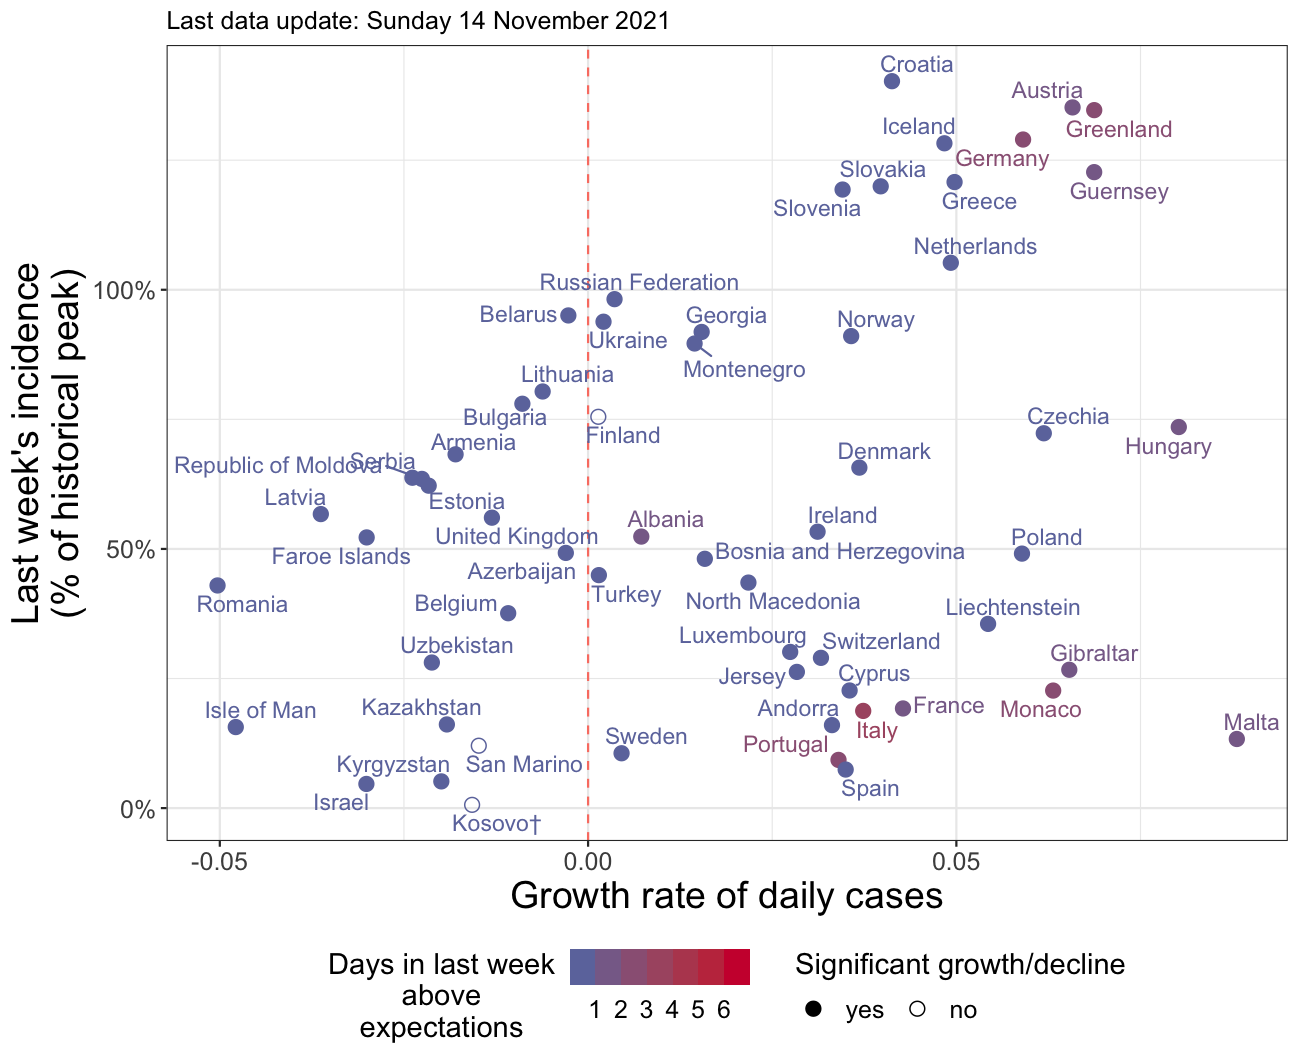 Last data update: Sunday 14 November 2021
Croatia
Austria
Greenland
Iceland
Germany
Slovakia
Guernsey
Slovenia
Greece
Netherlands
Russian Federation
Belarus
Georgia
Norway
Ukraine
Montenegro
Lithuania
Bulgaria
Finland
Czechia
Hungary
Armenia
Denmark
Republic of Moldova
Serbia
Latvia
Estonia
Albania
Ireland
United Kingdom
Poland
Faroe Islands
Bosnia and Herzegovina
Azerbaijan
Romania
Turkey
Belgium
North Macedonia
Liechtenstein
Luxembourg
Switzerland
Uzbekistan
Gibraltar
Jersey
Cyprus
Isle of Man
Kazakhstan
Andorra
France
Monaco
Malta
Italy
Sweden
Portugal
Kyrgyzstan
San Marino
Spain
Israel
Kosovo†
100%
50%
0%
Last week's incidence
(% of historical peak)
-0.05
0.00
0.05
Growth rate of daily cases
Days in last week
above
expectations
1 2 3 4 5 6
Significant growth/decline
yes
no